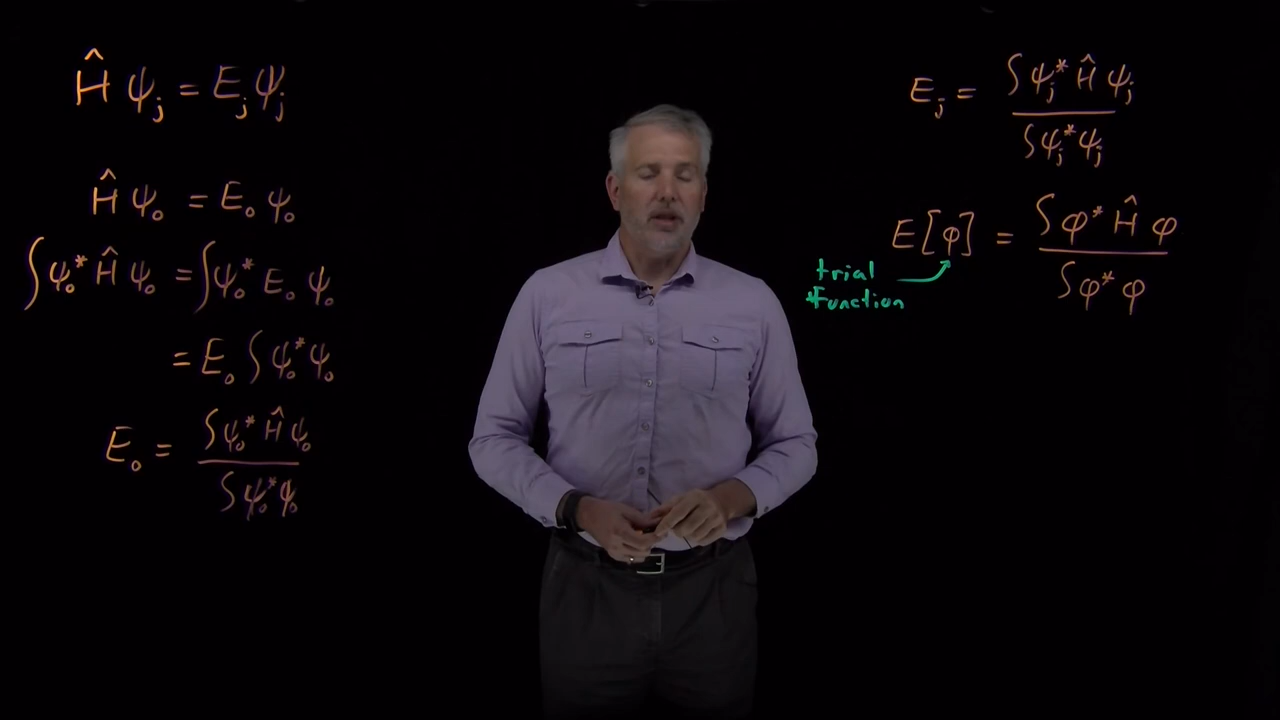 Ĥ ψⱼ = Eⱼ ψⱼ
Ĥ ψ₀ = E₀ ψ₀
∫ψ₀* Ĥ ψ₀ = ∫ψ₀* E₀ ψ₀
= E₀ ∫ψ₀* ψ₀
E₀ = ∫ψ₀* Ĥ ψ₀ / ∫ψ₀* ψ₀
Eⱼ = ∫ψⱼ* Ĥ ψⱼ / ∫ψⱼ* ψⱼ
E[φ] = ∫φ* Ĥ φ / ∫φ* φ
trial
function